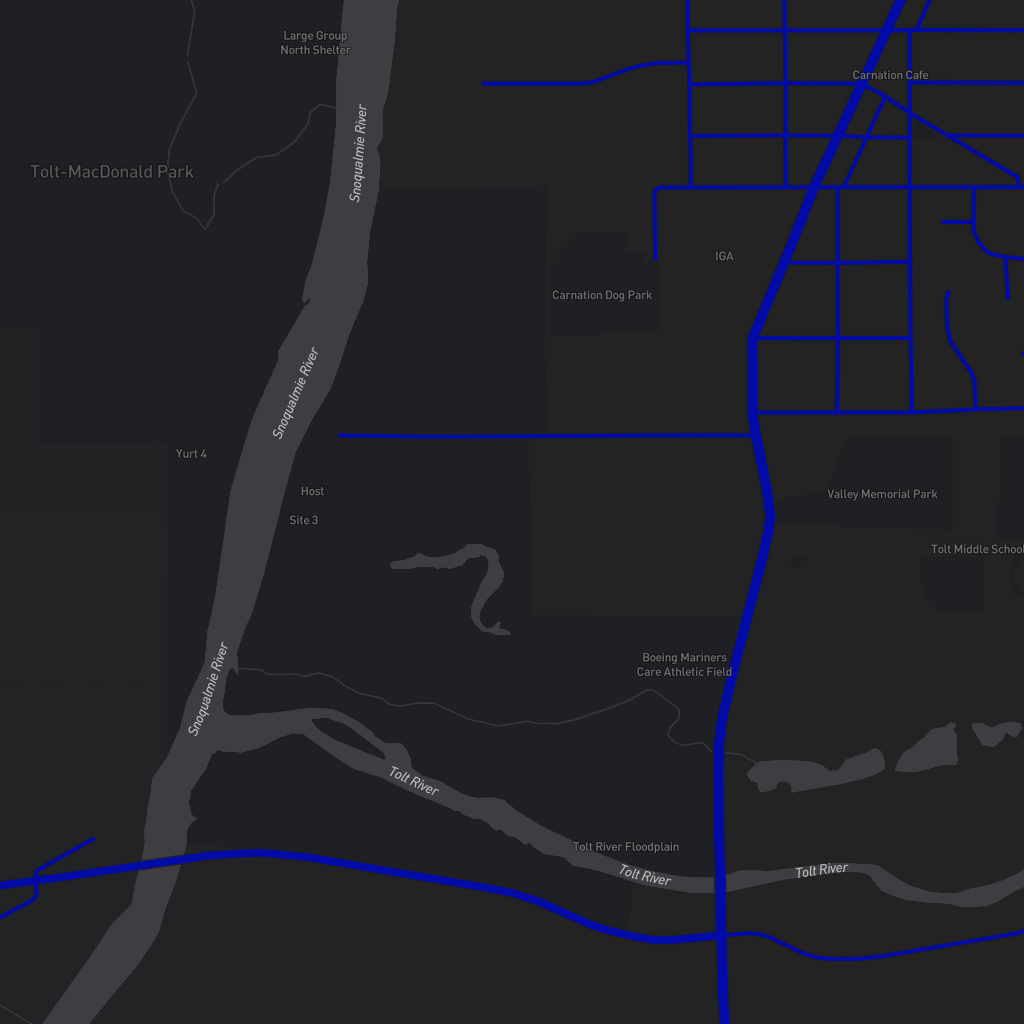 Large Group
North Shelter
Carnation Cafe
Snoqualmie River
Tolt-MacDonald Park
IGA
Carnation Dog Park
Snoqualmie River
Yurt 4
Host
Site 3
Valley Memorial Park
Tolt Middle School
Boeing Mariners
Care Athletic Field
Snoqualmie River
Tolt River
Tolt River Floodplain
Tolt River
Tolt River